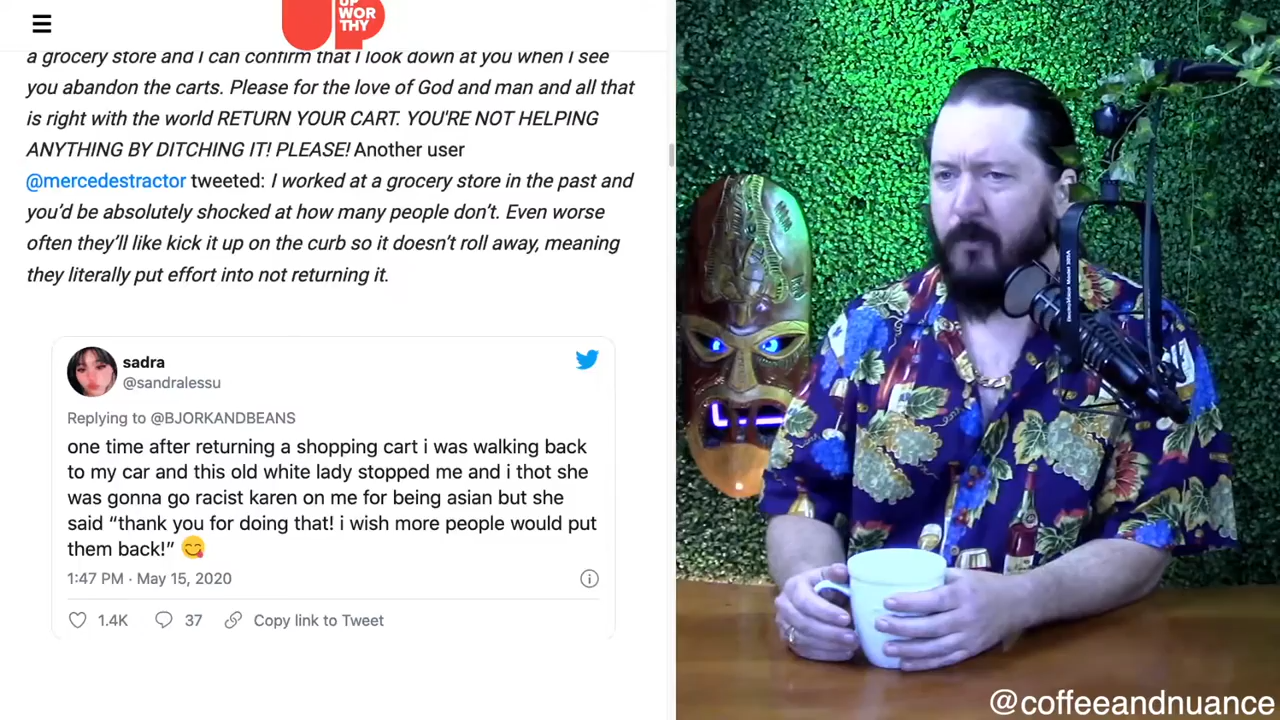 UP
WOR
THY
a grocery store and I can confirm that I look down at you when I see
you abandon the carts. Please for the love of God and man and all that
is right with the world RETURN YOUR CART. YOU'RE NOT HELPING
ANYTHING BY DITCHING IT! PLEASE! Another user
@mercedestractor tweeted: I worked at a grocery store in the past and
you’d be absolutely shocked at how many people don’t. Even worse
often they’ll like kick it up on the curb so it doesn’t roll away, meaning
they literally put effort into not returning it.
sadra
@sandralessu
Replying to @BJORKANDBEANS
one time after returning a shopping cart i was walking back
to my car and this old white lady stopped me and i thot she
was gonna go racist karen on me for being asian but she
said “thank you for doing that! i wish more people would put
them back!” 😋
1:47 PM · May 15, 2020
1.4K 37 Copy link to Tweet
@coffeeandnuance